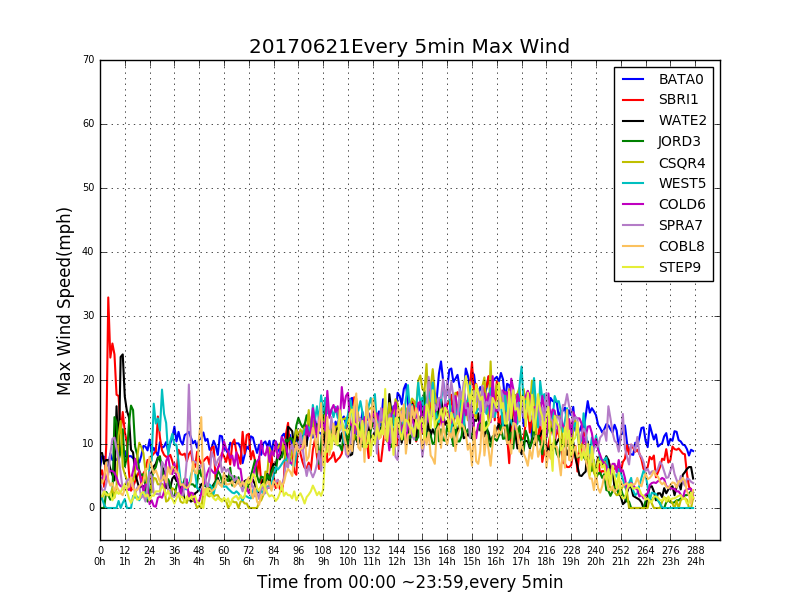 20170621Every 5min Max Wind
70
60
50
40
30
20
10
0
Max Wind Speed(mph)
BATA0
SBRI1
WATE2
JORD3
CSQR4
WEST5
COLD6
SPRA7
COBL8
STEP9
0 12 24 36 48 60 72 84 96 108 120 132 144 156 168 180 192 204 216 228 240 252 264 276 288
0h 1h 2h 3h 4h 5h 6h 7h 8h 9h 10h 11h 12h 13h 14h 15h 16h 17h 18h 19h 20h 21h 22h 23h 24h
Time from 00:00 ~23:59,every 5min